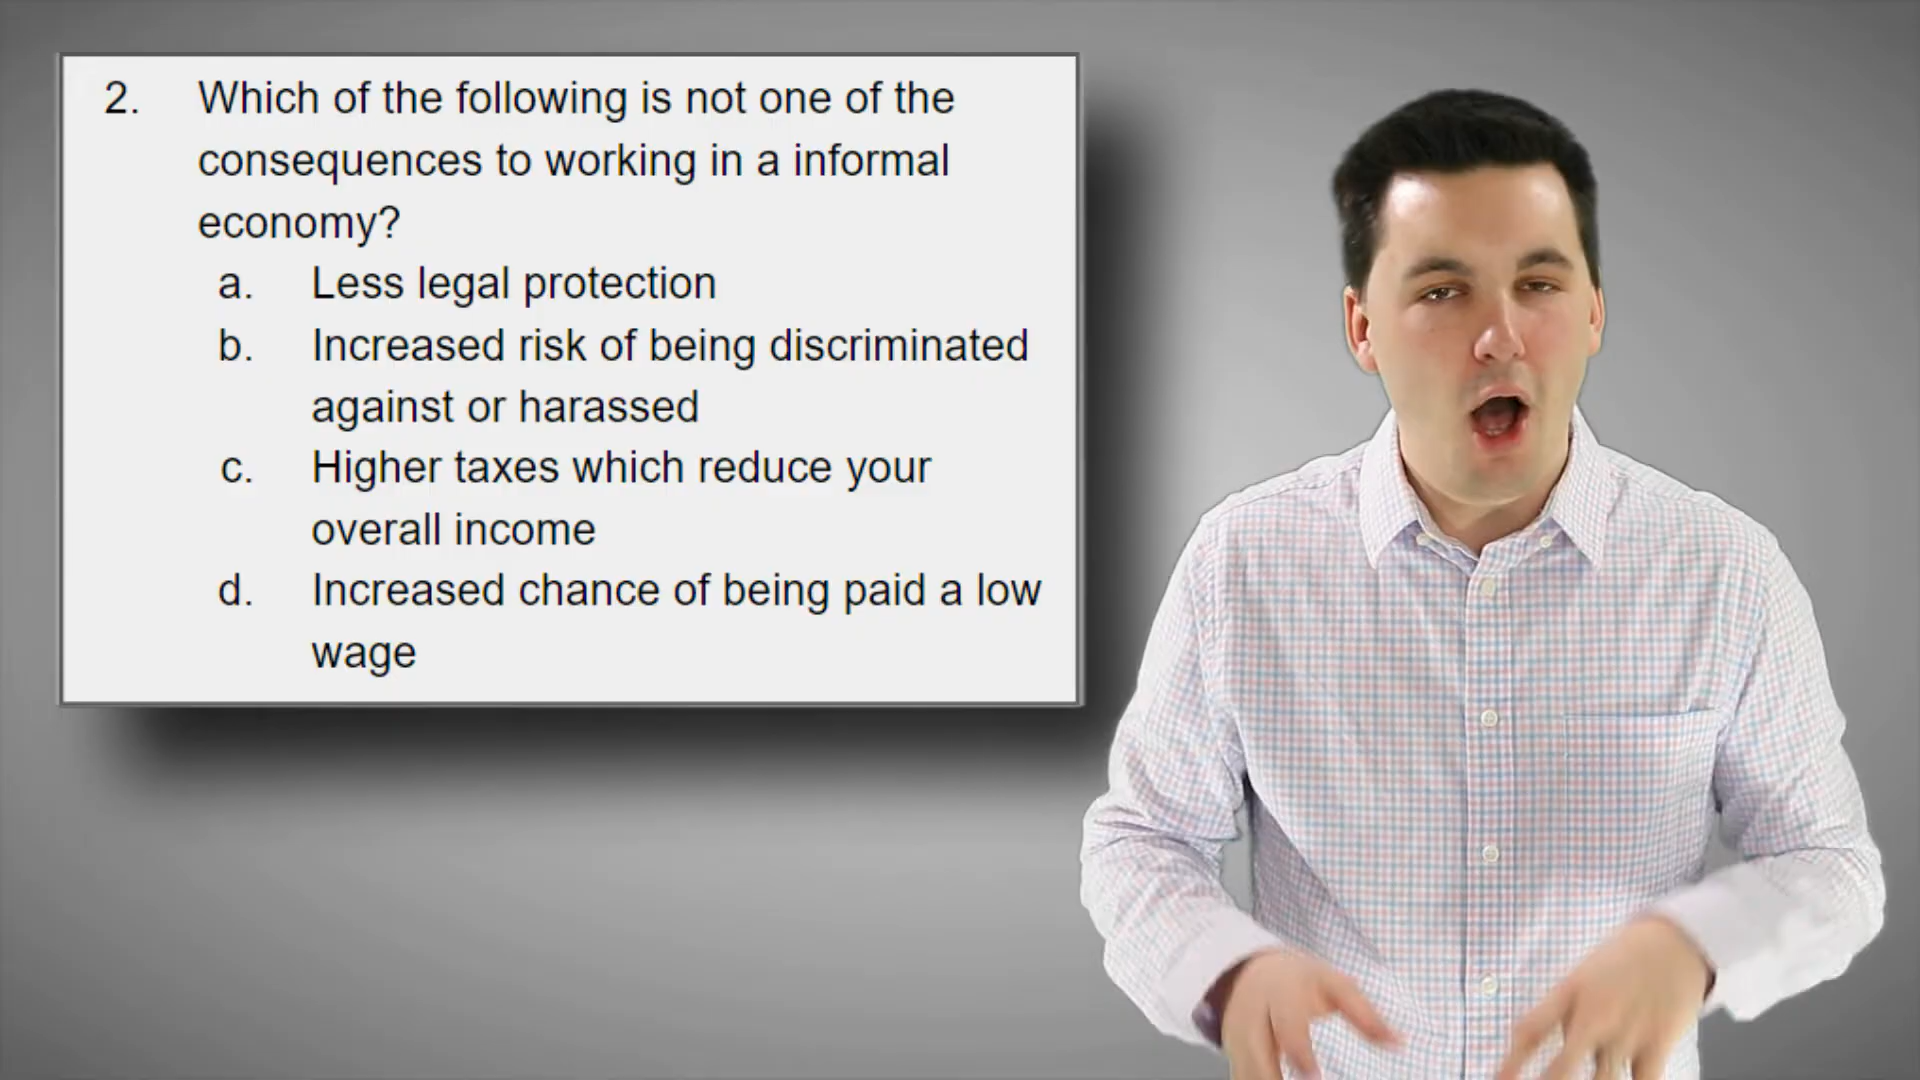 2. Which of the following is not one of the
consequences to working in a informal
economy?
a. Less legal protection
b. Increased risk of being discriminated
against or harassed
c. Higher taxes which reduce your
overall income
d. Increased chance of being paid a low
wage